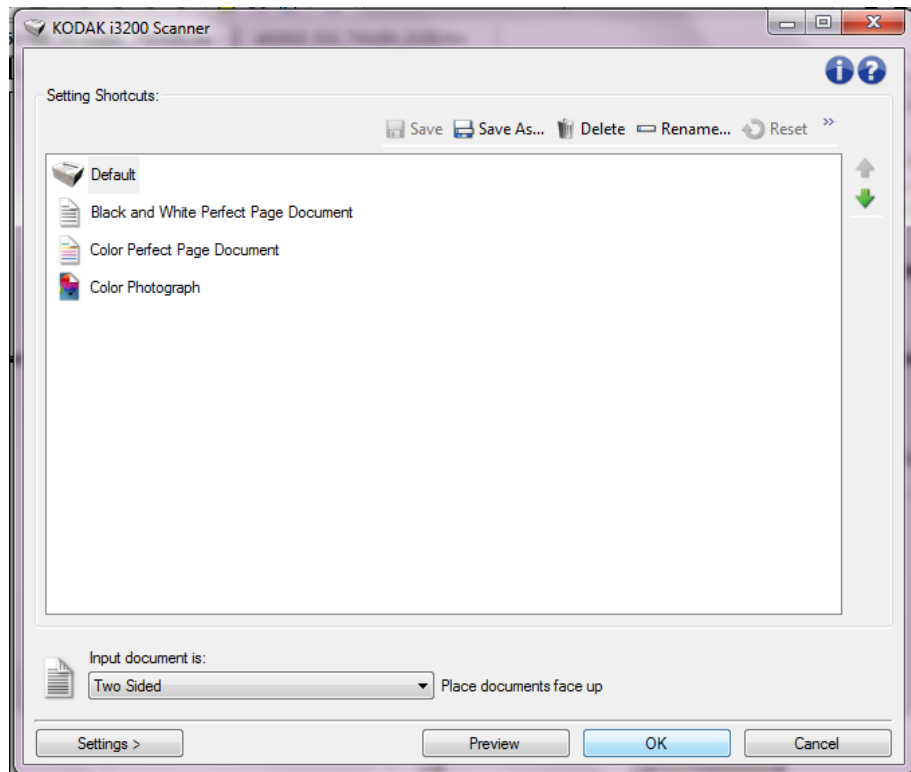 KODAK i3200 Scanner
Setting Shortcuts:
Save Save As... Delete Rename... Reset »
Default
Black and White Perfect Page Document
Color Perfect Page Document
Color Photograph
Input document is:
Two Sided Place documents face up
Settings > Preview OK Cancel